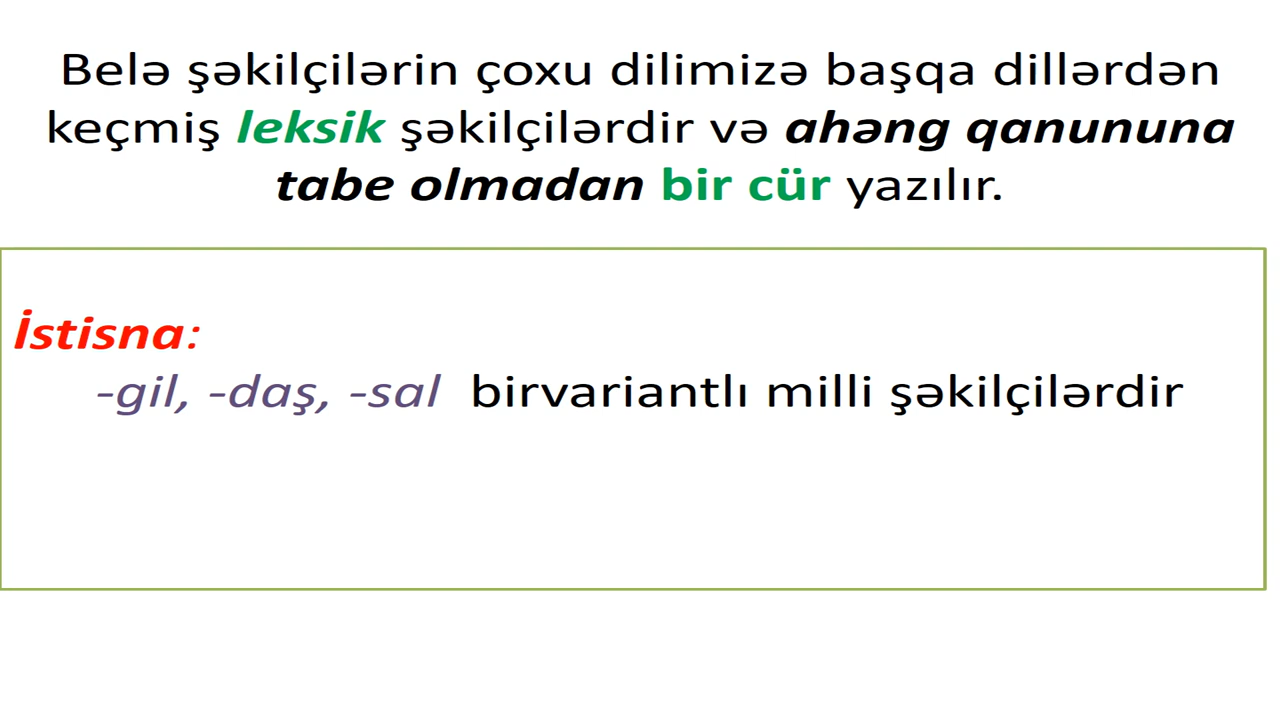 Belə şəkilçilərin çoxu dilimizə başqa dillərdən
keçmiş leksik şəkilçilərdir və ahəng qanununa
tabe olmadan bir cür yazılır.
İstisna:
-gil, -daş, -sal birvariantlı milli şəkilçilərdir